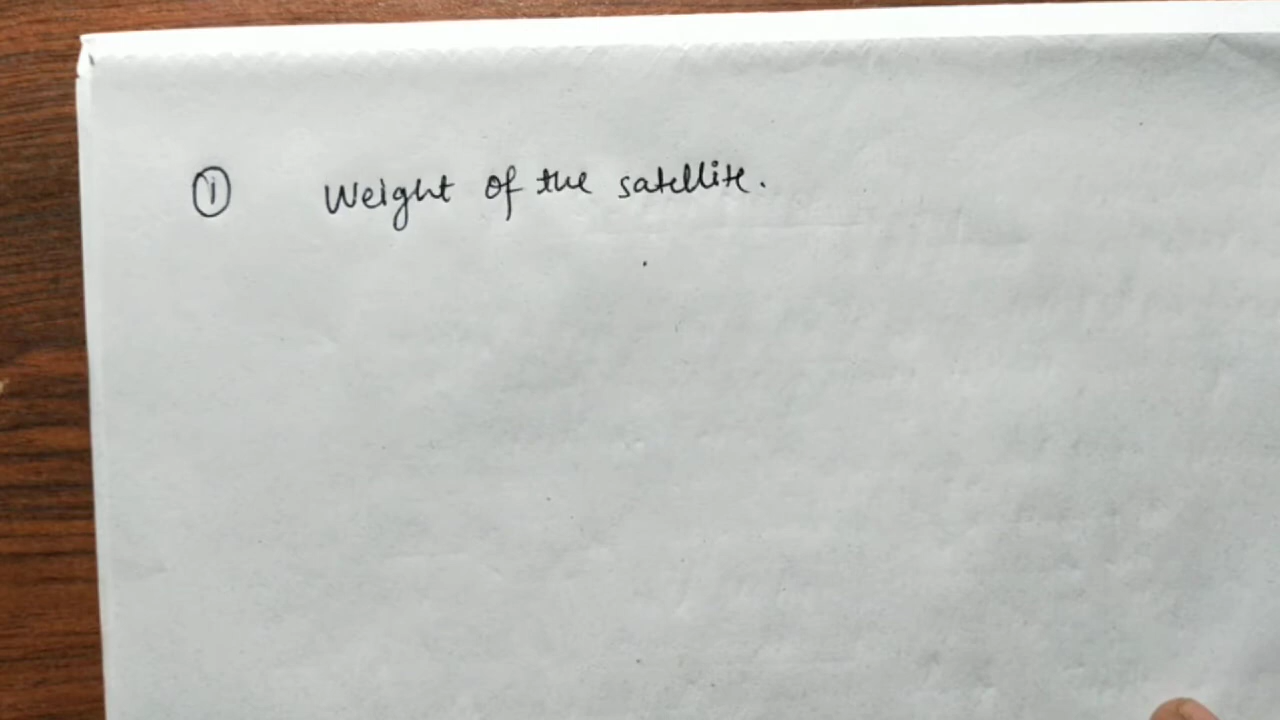 ① Weight of the satellite.